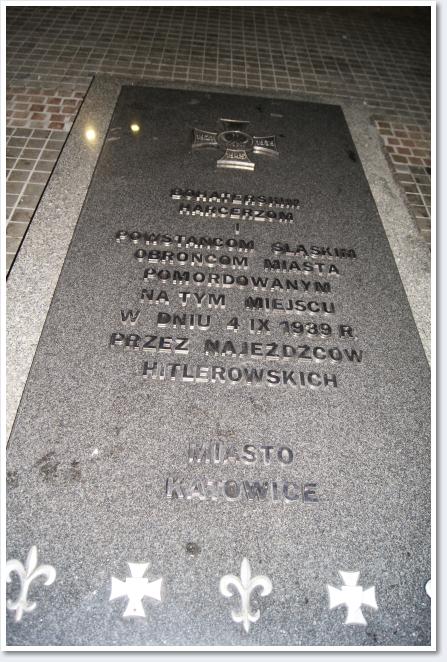 BOHATERSKIM
HARCERZOM
I
POWSTAŃCOM ŚLĄSKIM
OBROŃCOM MIASTA
POMORDOWANYM
NA TYM MIEJSCU
W DNIU 4 IX 1939 R.
PRZEZ NAJEŹDŹCÓW
HITLEROWSKICH
MIASTO
KATOWICE